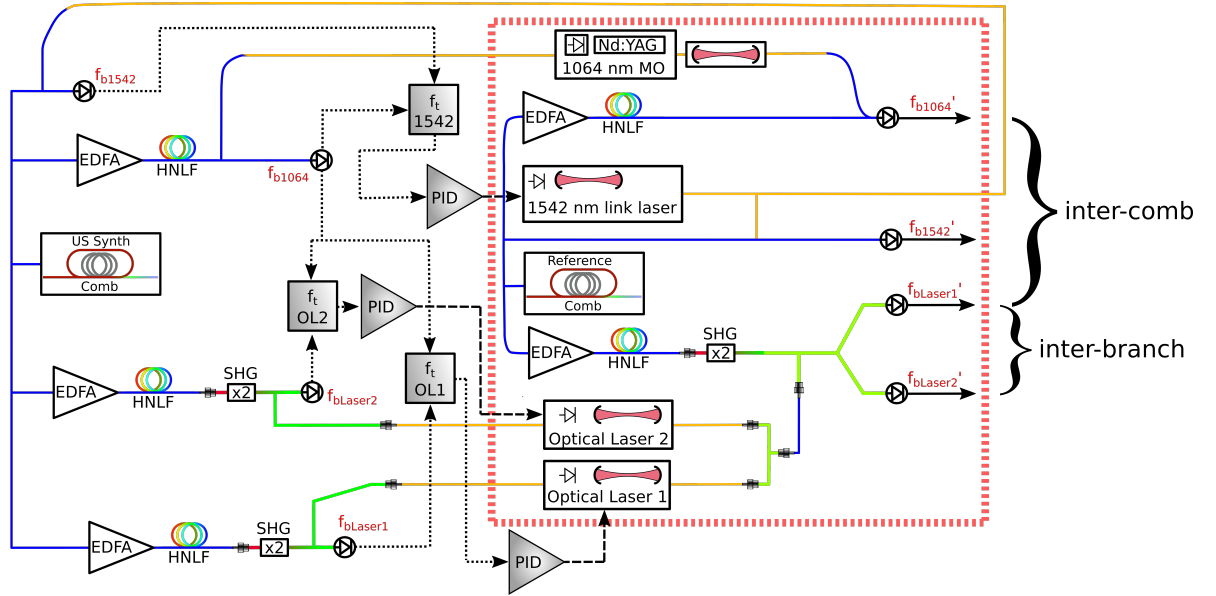 Nd:YAG
1064 nm MO
fb1542
ft
1542
fb1064'
EDFA
HNLF
EDFA
HNLF
fb1064
PID
1542 nm link laser
inter-comb
fb1542'
US Synth
Comb
Reference
Comb
ft
OL2
PID
fbLaser1'
SHG
x2
EDFA
HNLF
inter-branch
ft
OL1
SHG
x2
EDFA
HNLF
fbLaser2
fbLaser2'
Optical Laser 2
Optical Laser 1
fbLaser1
SHG
x2
EDFA
HNLF
PID